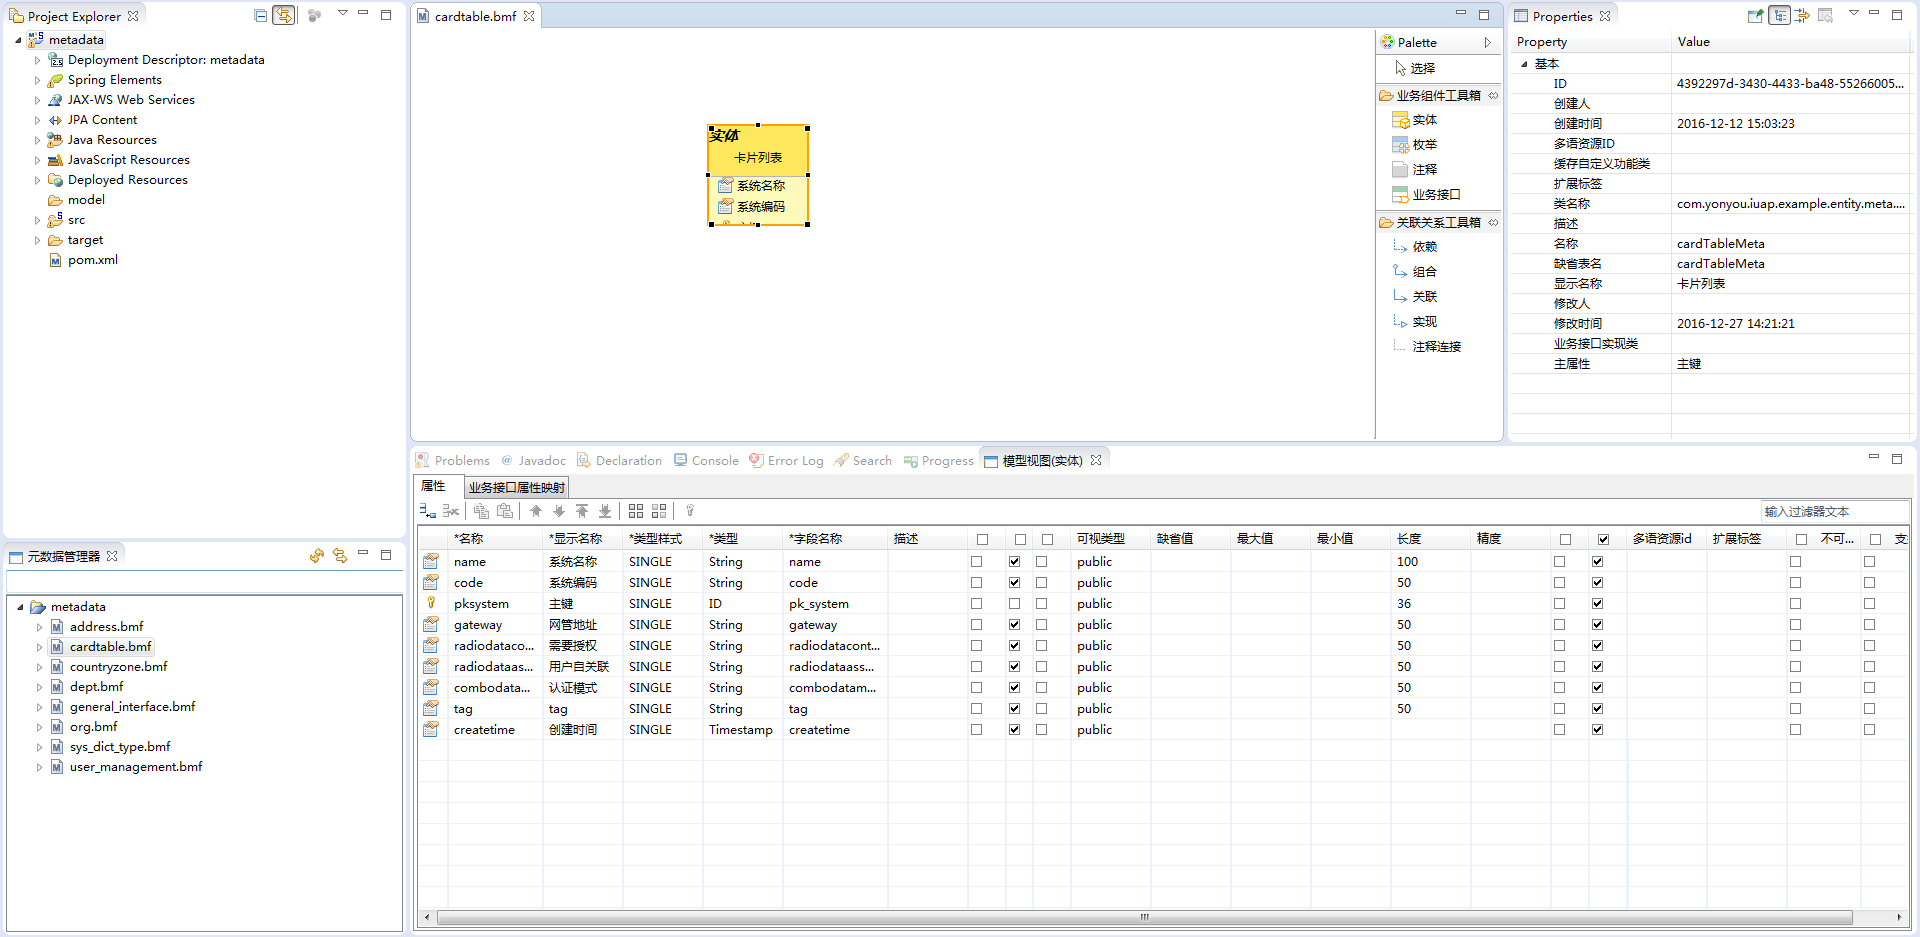 Project Explorer
metadata
Deployment Descriptor: metadata
Spring Elements
JAX-WS Web Services
JPA Content
Java Resources
JavaScript Resources
Deployed Resources
model
src
target
pom.xml
元数据管理器
metadata
address.bmf
cardtable.bmf
countryzone.bmf
dept.bmf
general_interface.bmf
org.bmf
sys_dict_type.bmf
user_management.bmf
cardtable.bmf
实体
卡片列表
系统名称
系统编码
Palette
选择
业务组件工具箱
实体
枚举
注释
业务接口
关联关系工具箱
依赖
组合
关联
实现
注释连接
Properties
Property Value
基本
ID 4392297d-3430-4433-ba48-55266005...
创建人
创建时间 2016-12-12 15:03:23
多语资源ID
缓存自定义功能类
扩展标签
类名称 com.yonyou.iuap.example.entity.meta....
描述
名称 cardTableMeta
缺省表名 cardTableMeta
显示名称 卡片列表
修改人
修改时间 2016-12-27 14:21:21
业务接口实现类
主属性 主键
Problems Javadoc Declaration Console Error Log Search Progress 模型视图(实体)
属性 业务接口属性映射
输入过滤器文本
*名称 *显示名称 *类型样式 *类型 *字段名称 描述 可视类型 缺省值 最大值 最小值 长度 精度 多语资源id 扩展标签 不可... 支
name 系统名称 SINGLE String name public 100
code 系统编码 SINGLE String code public 50
pksystem 主键 SINGLE ID pk_system public 36
gateway 网管地址 SINGLE String gateway public 50
radiodataco... 需要授权 SINGLE String radiodatacont... public 50
radiodataas... 用户自关联 SINGLE String radiodataass... public 50
combodata... 认证模式 SINGLE String combodatam... public 50
tag tag SINGLE String tag public 50
createtime 创建时间 SINGLE Timestamp createtime public